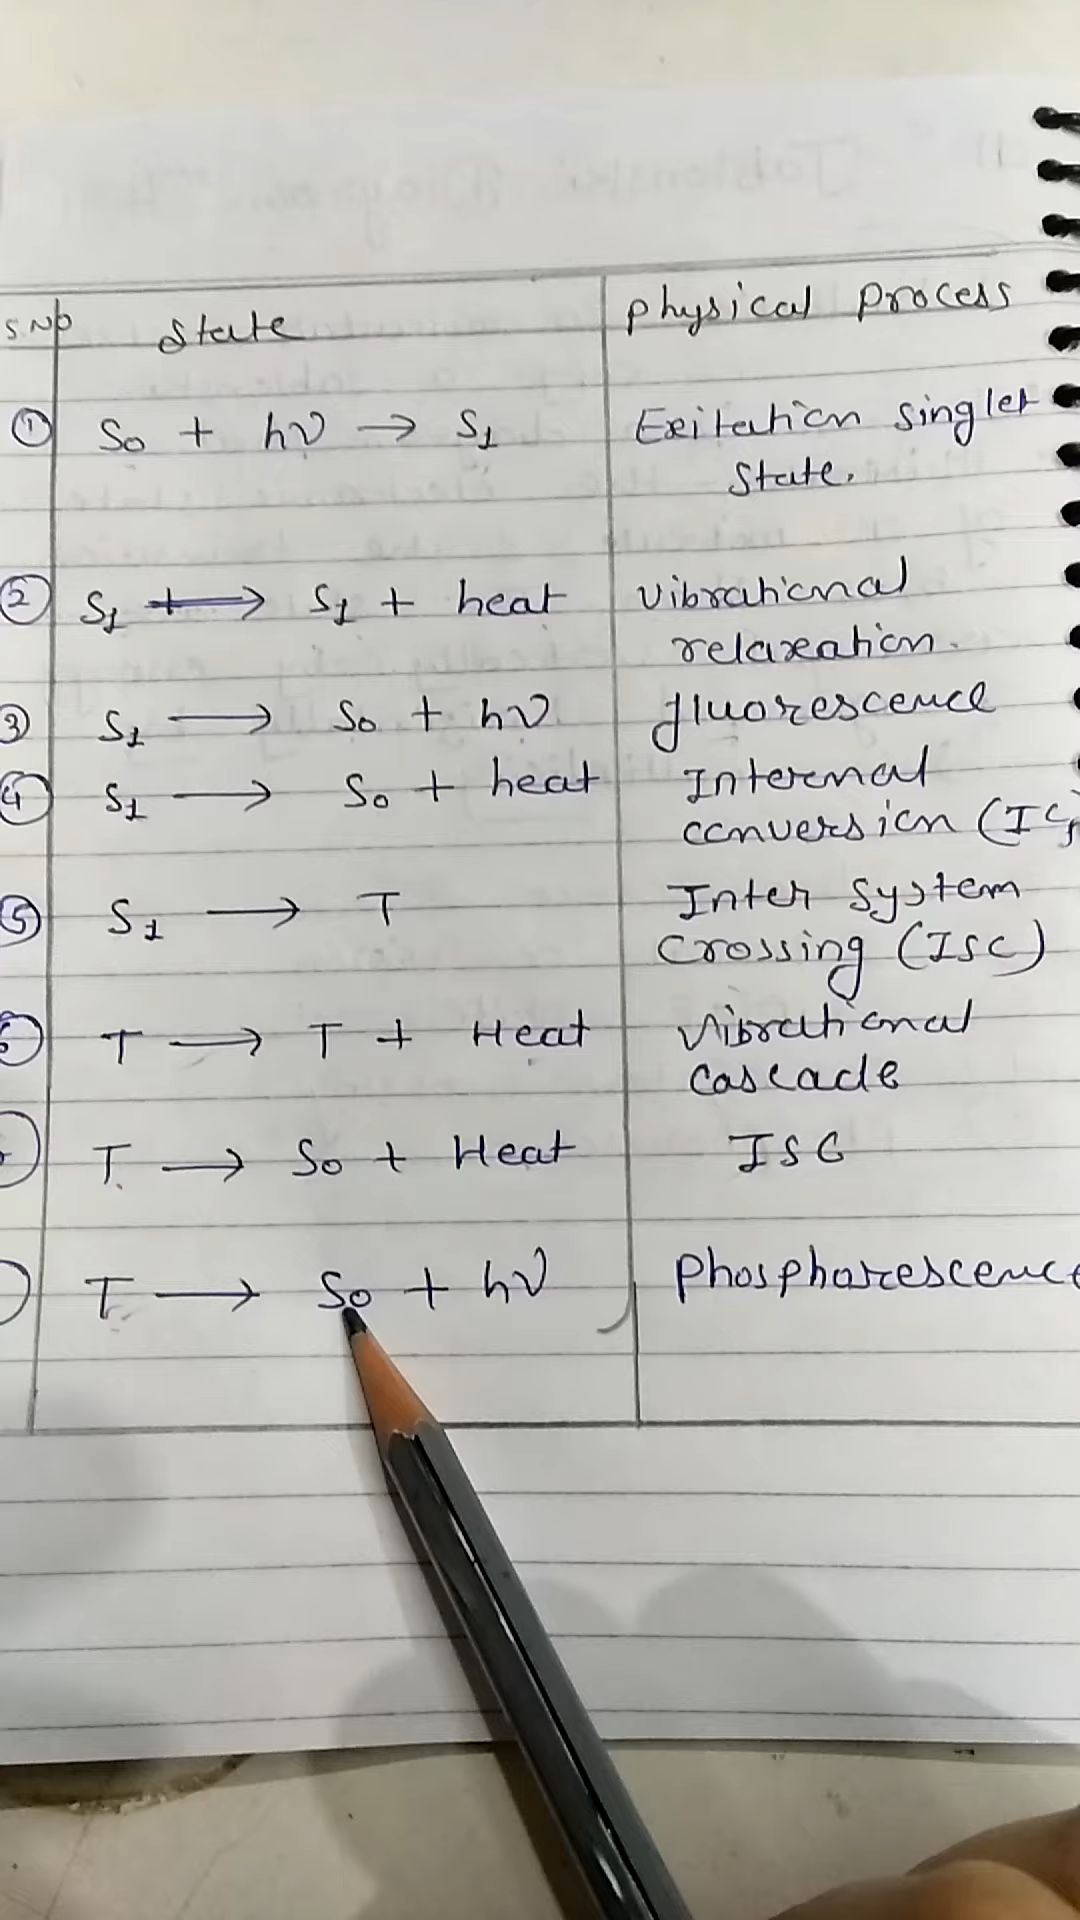 S.No State Physical Process
① S₀ + hν → S₁ Exitation Singlet
State.
② S₁ → S₁ + heat Vibrational
relaxation.
③ S₁ → S₀ + hν fluorescence
④ S₁ → S₀ + heat Internal
conversion (IC)
⑤ S₁ → T Inter System
Crossing (ISC)
T → T + Heat Vibrational
cascade
T → S₀ + Heat ISC
T → S₀ + hν Phosphorescence